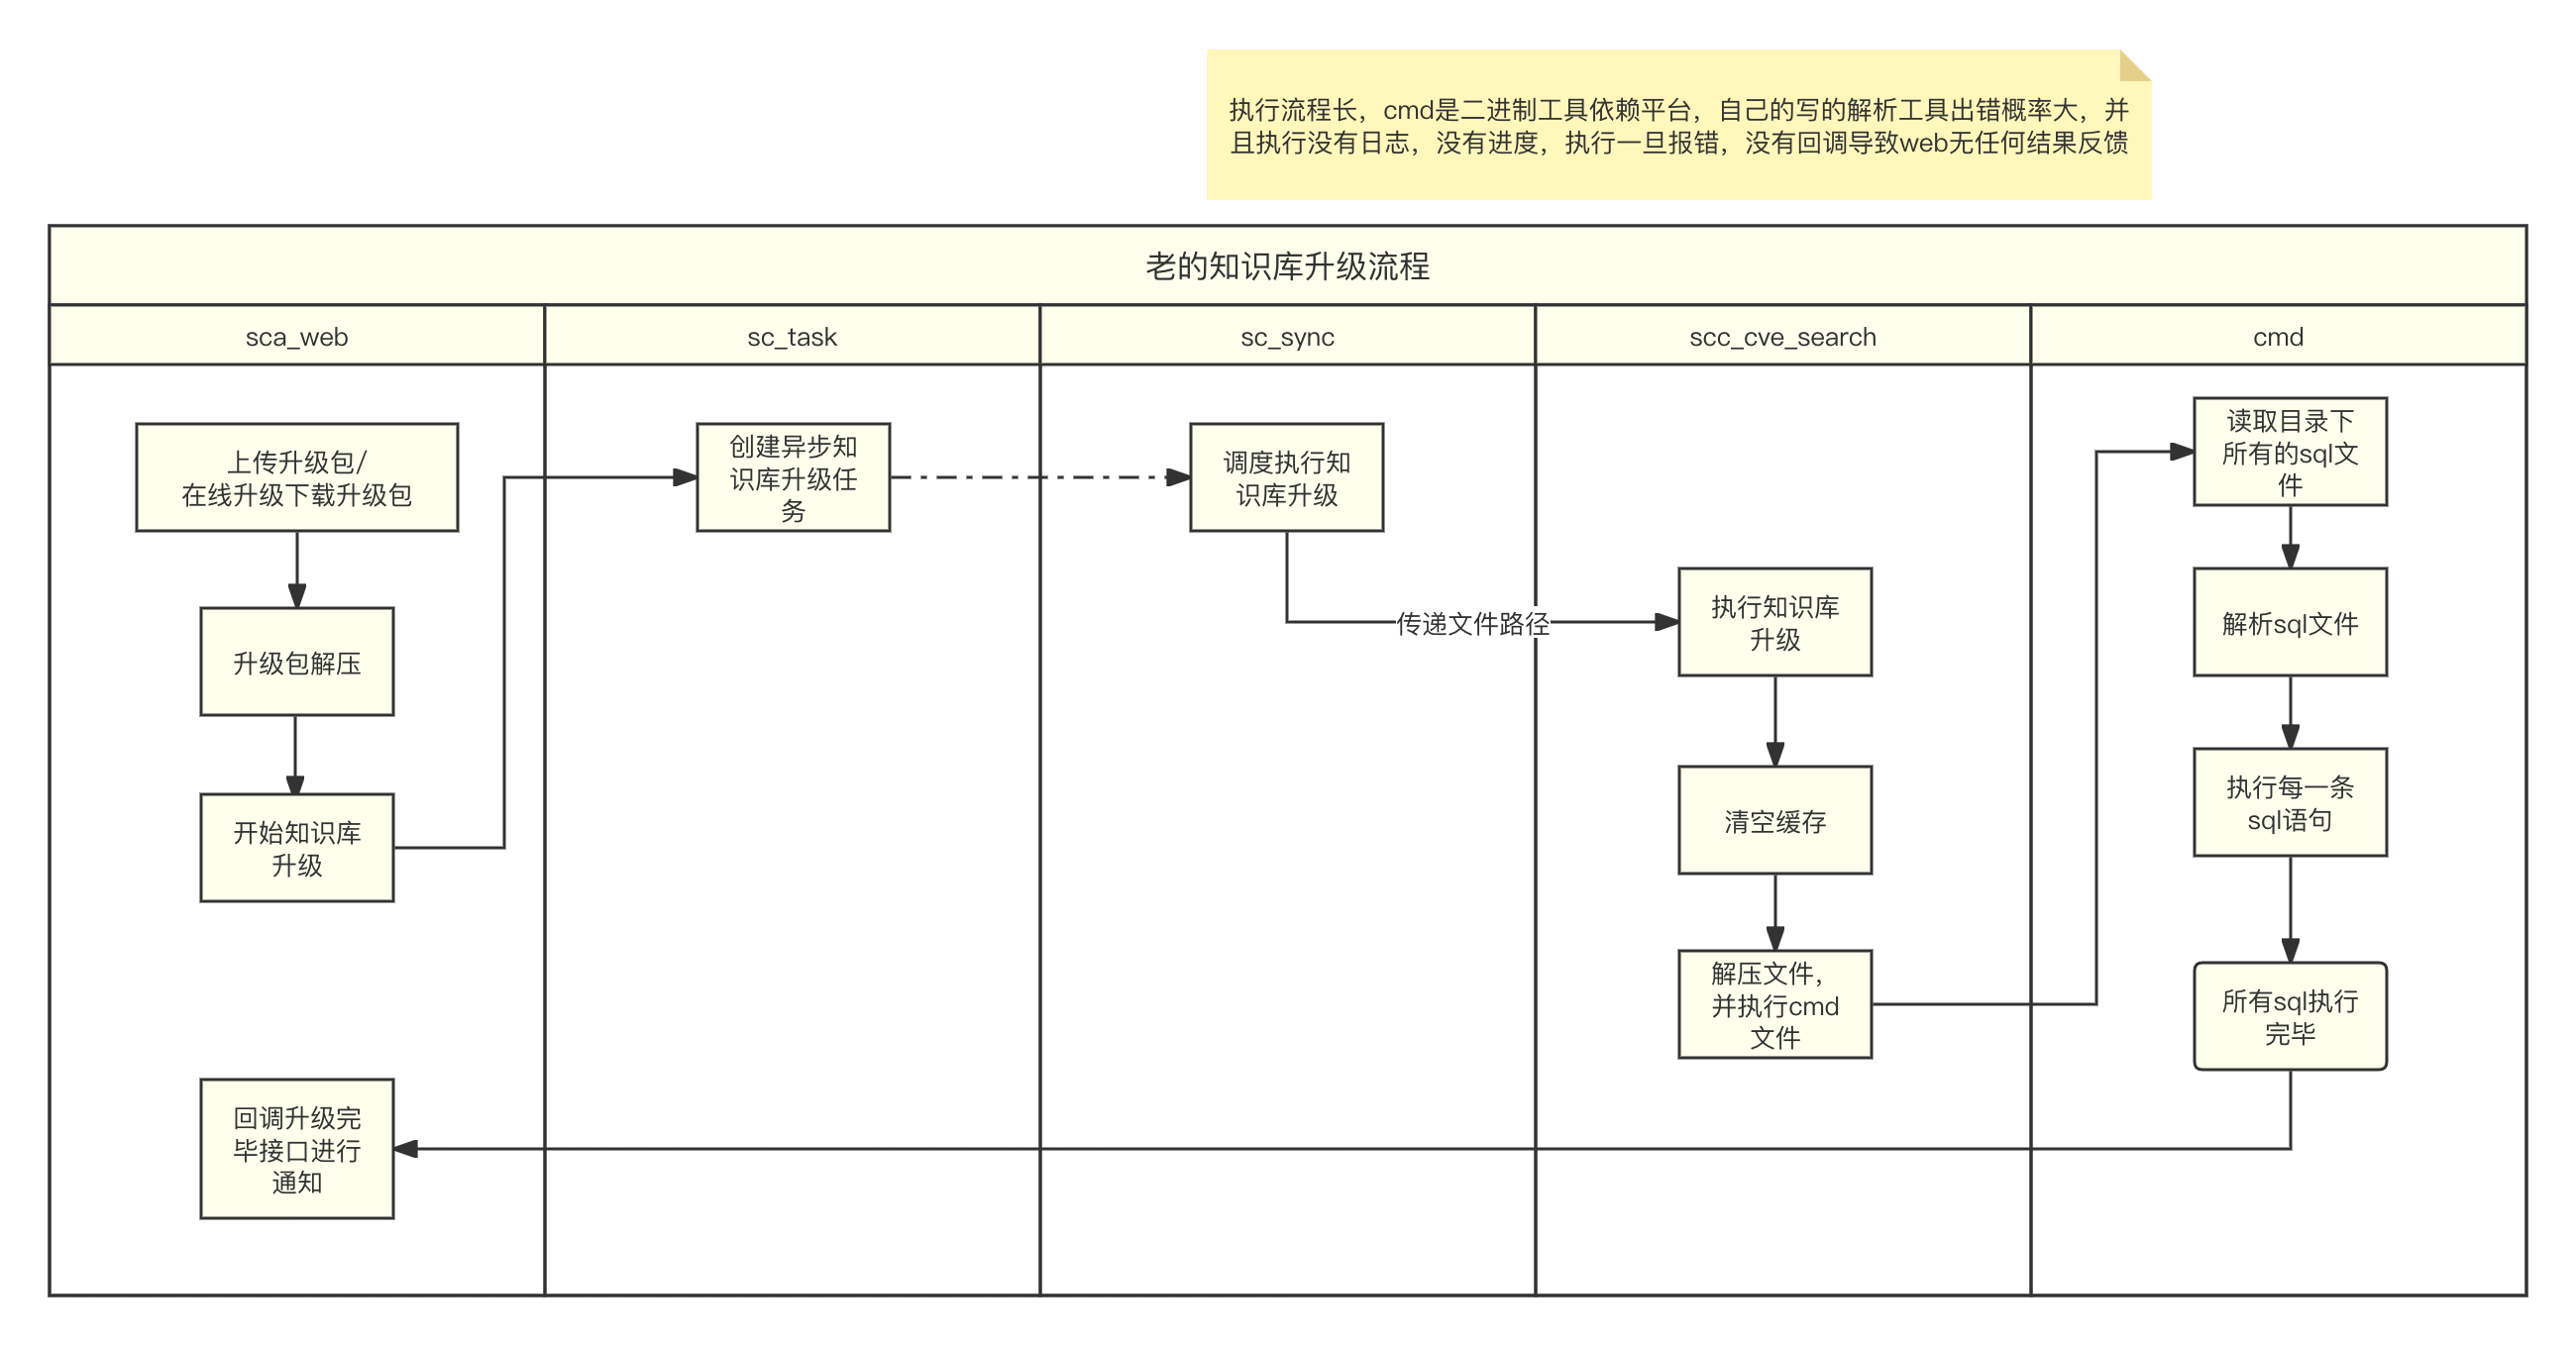 执行流程长，cmd是二进制工具依赖平台，自己的写的解析工具出错概率大，并
且执行没有日志，没有进度，执行一旦报错，没有回调导致web无任何结果反馈
老的知识库升级流程
sca_web
sc_task
sc_sync
scc_cve_search
cmd
上传升级包/
在线升级下载升级包
升级包解压
开始知识库
升级
创建异步知
识库升级任
务
调度执行知
识库升级
传递文件路径
执行知识库
升级
清空缓存
解压文件，
并执行cmd
文件
读取目录下
所有的sql文
件
解析sql文件
执行每一条
sql语句
所有sql执行
完毕
回调升级完
毕接口进行
通知